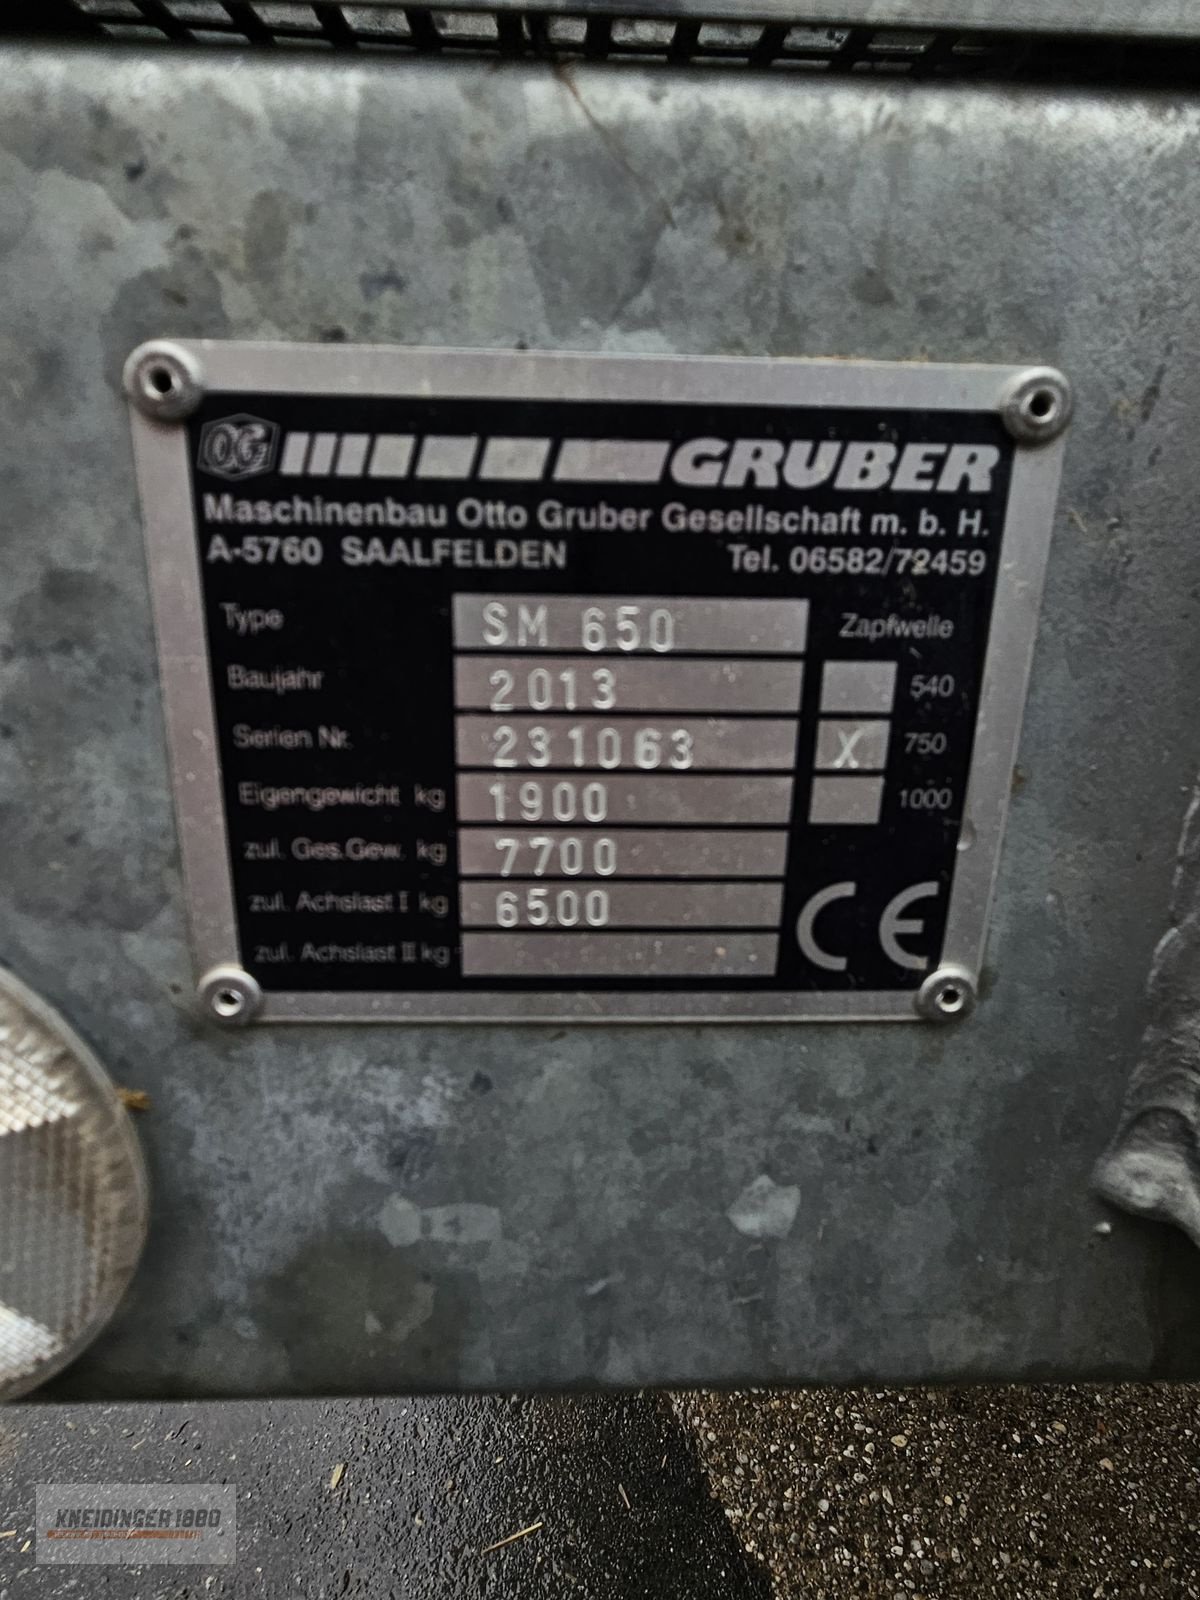 OG GRUBER
Maschinenbau Otto Gruber Gesellschaft m. b. H.
A-5760 SAALFELDEN Tel. 06582/72459
Type SM 650 Zapfwelle
Baujahr 2013 540
Serien Nr. 231063 X 750
Eigengewicht kg 1900 1000
zul. Ges.Gew. kg 7700
zul. Achslast I kg 6500
zul. Achslast II kg
CE
KNEIDINGER 1880